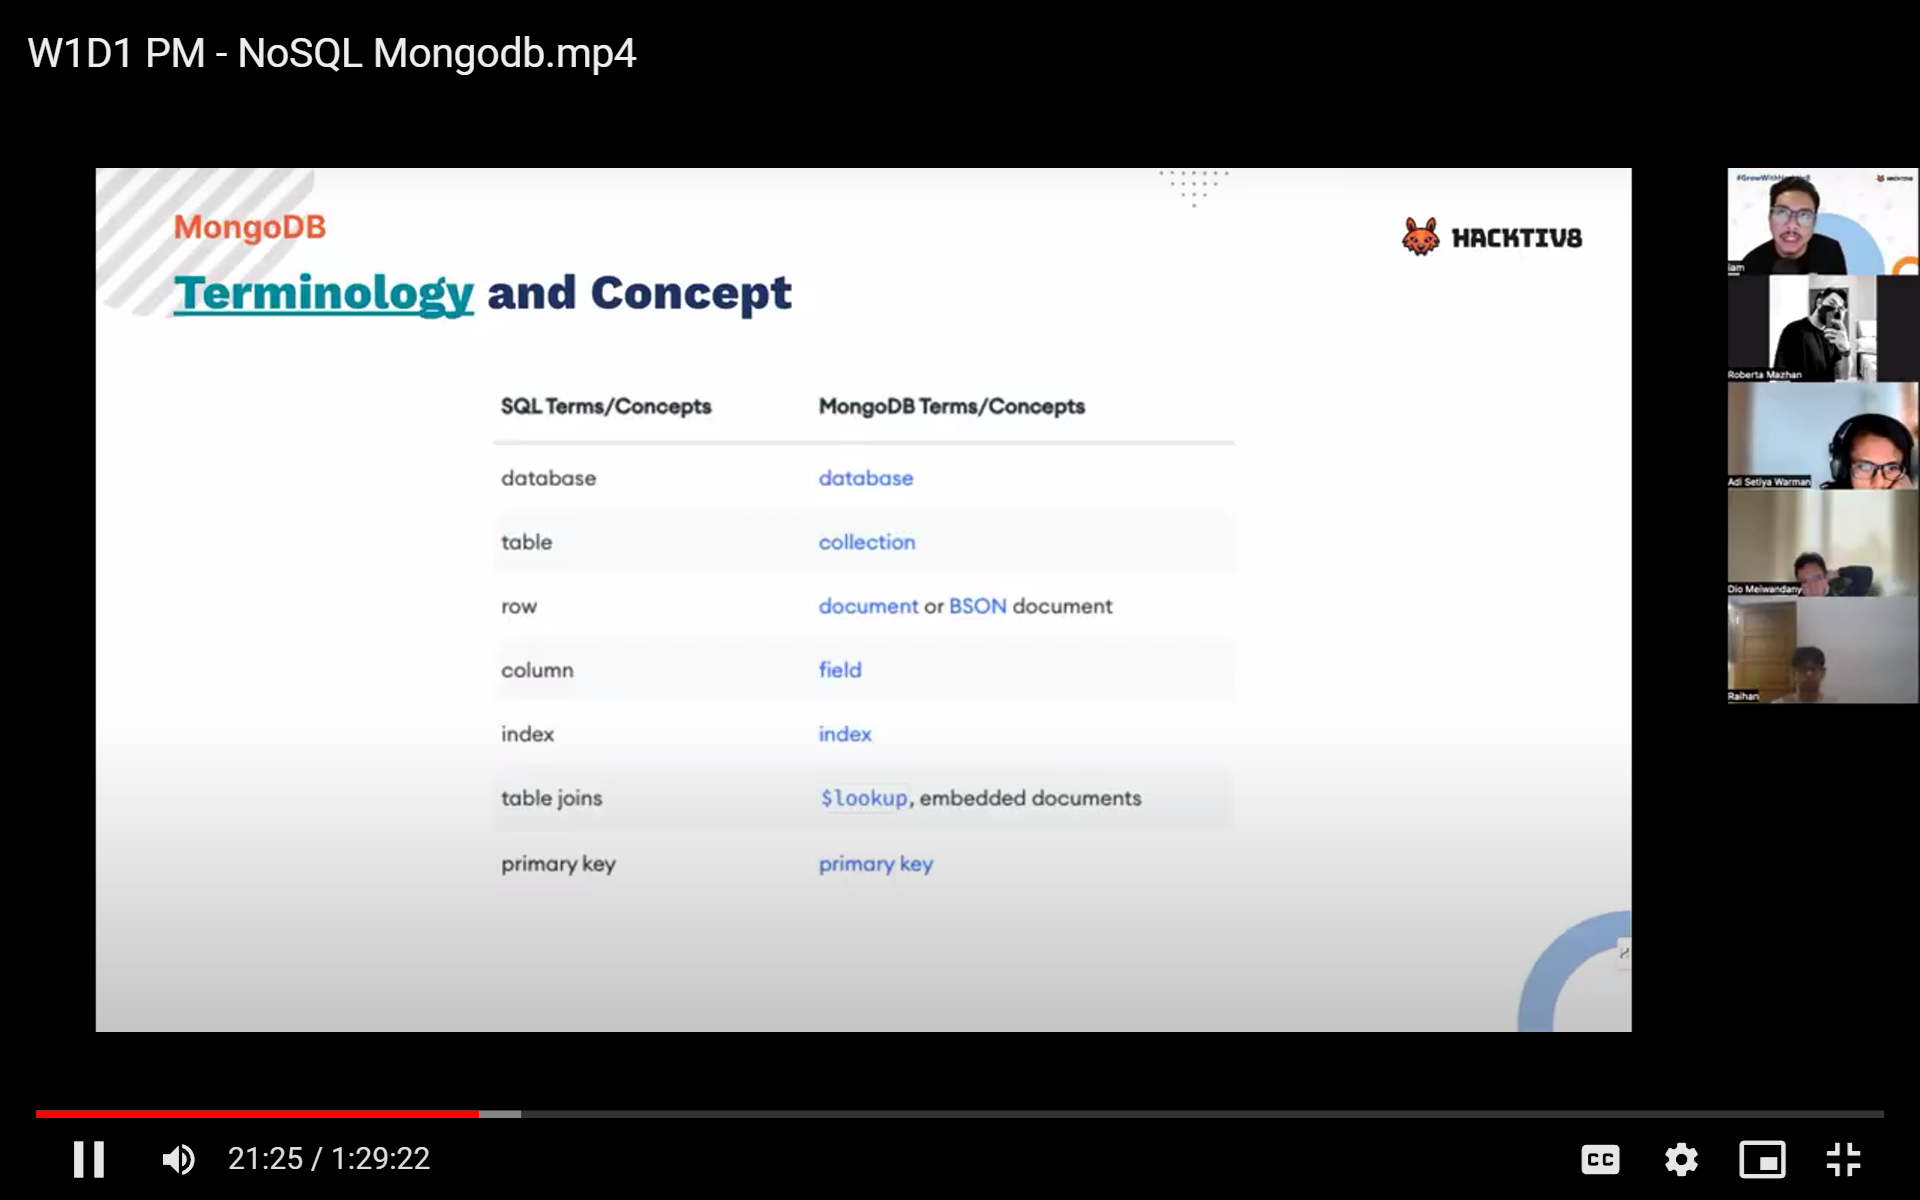 W1D1 PM - NoSQL Mongodb.mp4
MongoDB
HACKTIV8
Terminology and Concept
SQL Terms/Concepts MongoDB Terms/Concepts
database database
table collection
row document or BSON document
column field
index index
table joins $lookup, embedded documents
primary key primary key
Roberta Mazhan
Adi Setiya Warman
Dio Meiwandany
Raihan
21:25 / 1:29:22
CC